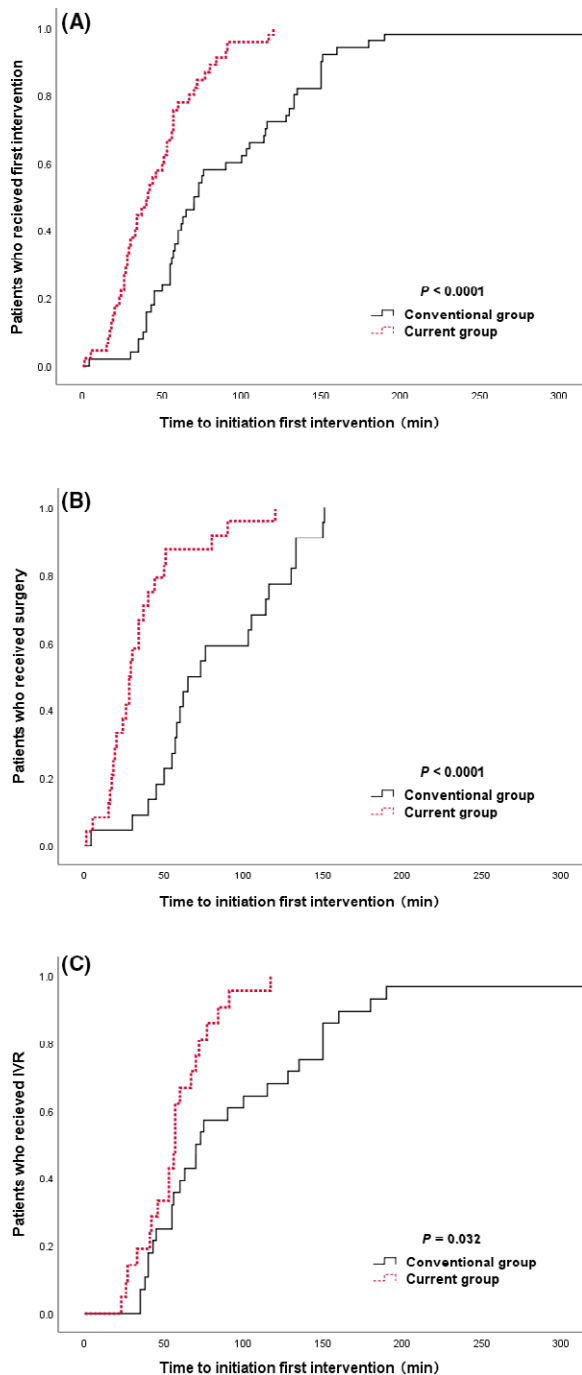 (A)
Patients who recieved first intervention
1.0
0.8
0.6
0.4
0.2
0.0
P < 0.0001
Conventional group
Current group
0 50 100 150 200 250 300
Time to initiation first intervention (min)
(B)
Patients who received surgery
1.0
0.8
0.6
0.4
0.2
0.0
P < 0.0001
Conventional group
Current group
0 50 100 150 200 250 300
Time to initiation first intervention (min)
(C)
Patients who recieved IVR
1.0
0.8
0.6
0.4
0.2
0.0
P = 0.032
Conventional group
Current group
0 50 100 150 200 250 300
Time to initiation first intervention (min)